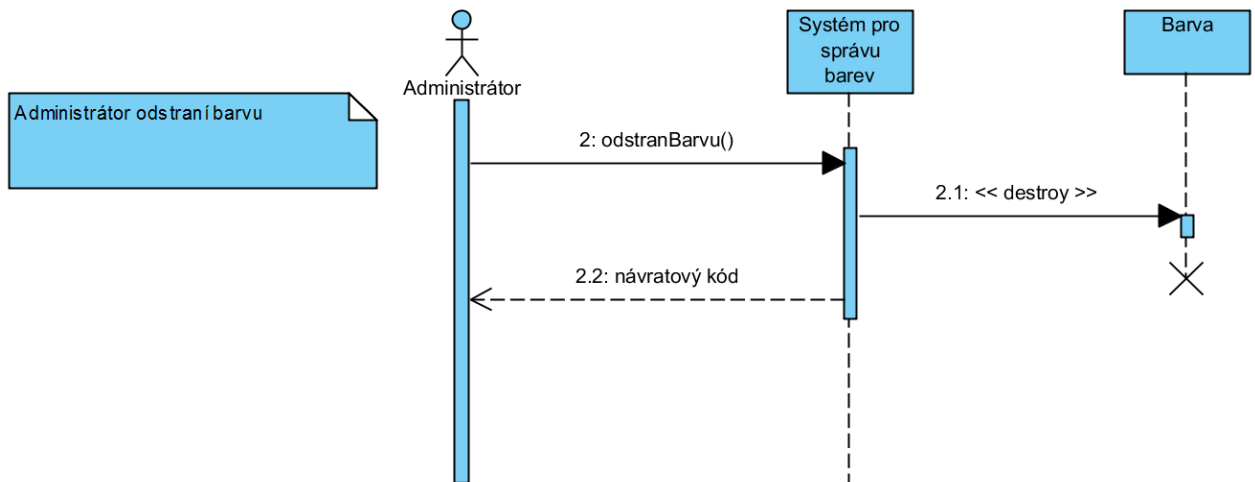 Administrátor odstraní barvu
Administrátor
Systém pro
správu
barev
Barva
2: odstranBarvu()
2.1: << destroy >>
2.2: návratový kód